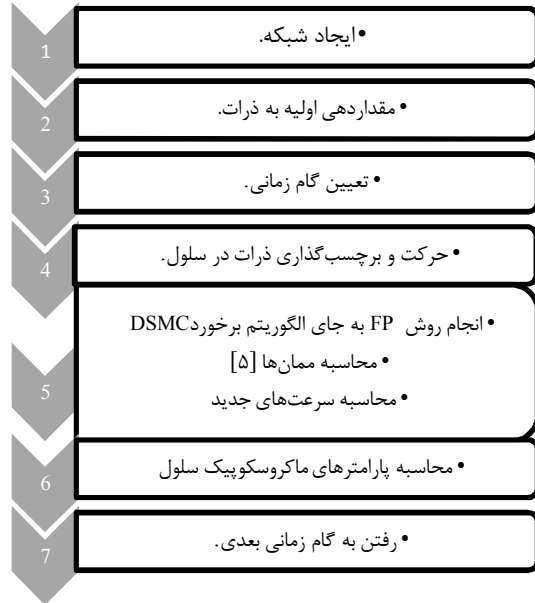 1
•ایجاد شبکه.
2
•مقداردهی اولیه به ذرات.
3
•تعیین گام زمانی.
4
•حرکت و برچسب‌گذاری ذرات در سلول.
5
•انجام روش FP به جای الگوریتم برخوردDSMC
•محاسبه ممان‌ها [۵]
•محاسبه سرعت‌های جدید
6
•محاسبه پارامترهای ماکروسکوپیک سلول
7
•رفتن به گام زمانی بعدی.